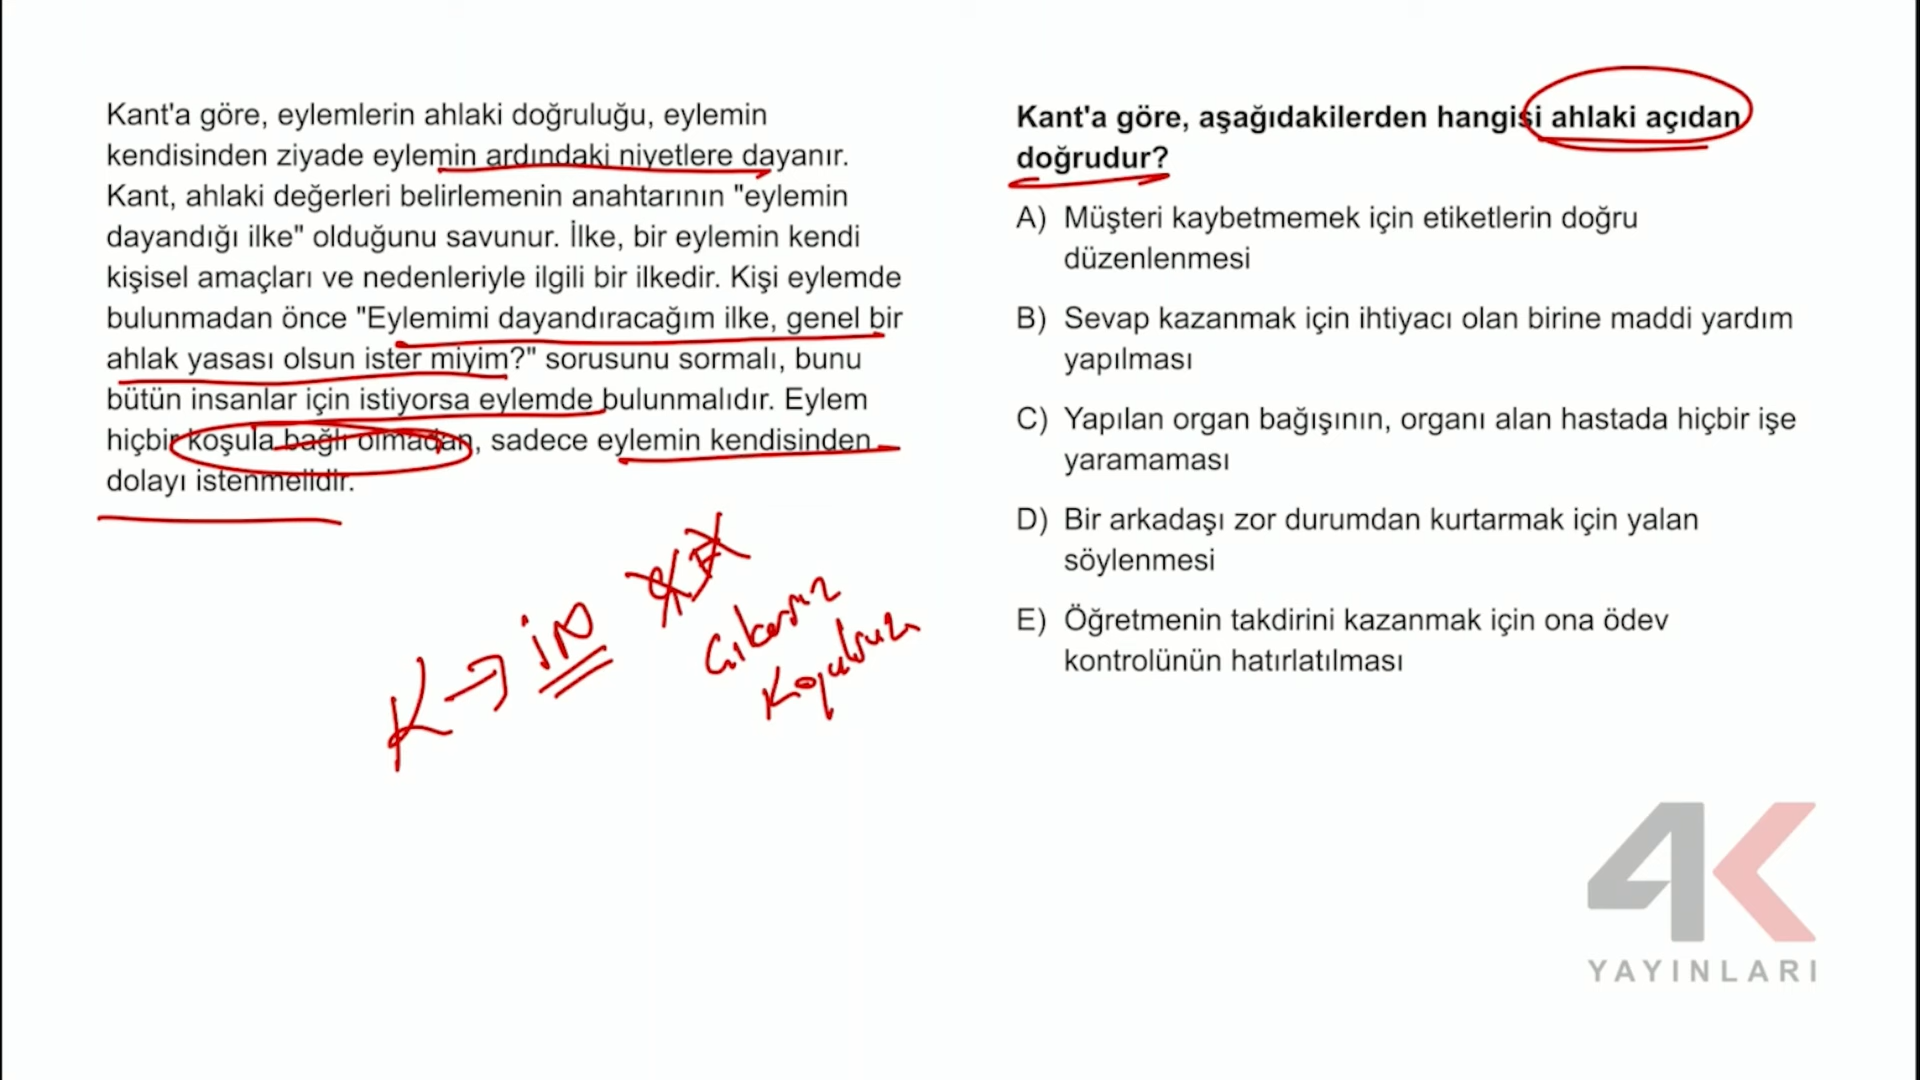 Kant'a göre, eylemlerin ahlaki doğruluğu, eylemin
kendisinden ziyade eylemin ardındaki niyetlere dayanır.
Kant, ahlaki değerleri belirlemenin anahtarının "eylemin
dayandığı ilke" olduğunu savunur. İlke, bir eylemin kendi
kişisel amaçları ve nedenleriyle ilgili bir ilkedir. Kişi eylemde
bulunmadan önce "Eylemimi dayandıracağım ilke, genel bir
ahlak yasası olsun ister miyim?" sorusunu sormalı, bunu
bütün insanlar için istiyorsa eylemde bulunmalıdır. Eylem
hiçbir koşula bağlı olmadan, sadece eylemin kendisinden
dolayı istenmelidir.
K → 
Çıkarsız
Koşulsuz
Kant'a göre, aşağıdakilerden hangisi ahlaki açıdan
doğrudur?
A) Müşteri kaybetmemek için etiketlerin doğru
düzenlenmesi
B) Sevap kazanmak için ihtiyacı olan birine maddi yardım
yapılması
C) Yapılan organ bağışının, organı alan hastada hiçbir işe
yaramaması
D) Bir arkadaşı zor durumdan kurtarmak için yalan
söylenmesi
E) Öğretmenin takdirini kazanmak için ona ödev
kontrolünün hatırlatılması
4K
YAYINLARI